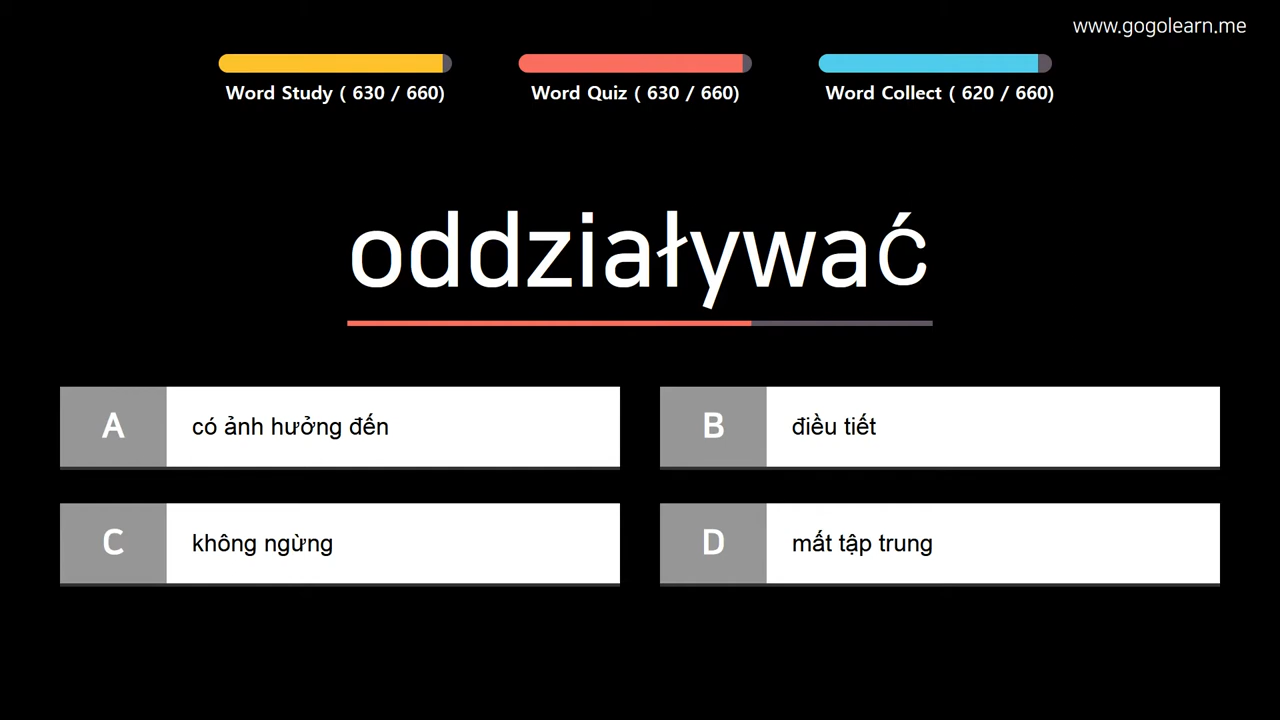 www.gogolearn.me
Word Study ( 630 / 660)
Word Quiz ( 630 / 660)
Word Collect ( 620 / 660)
oddziaływać
A
có ảnh hưởng đến
B
điều tiết
C
không ngừng
D
mất tập trung